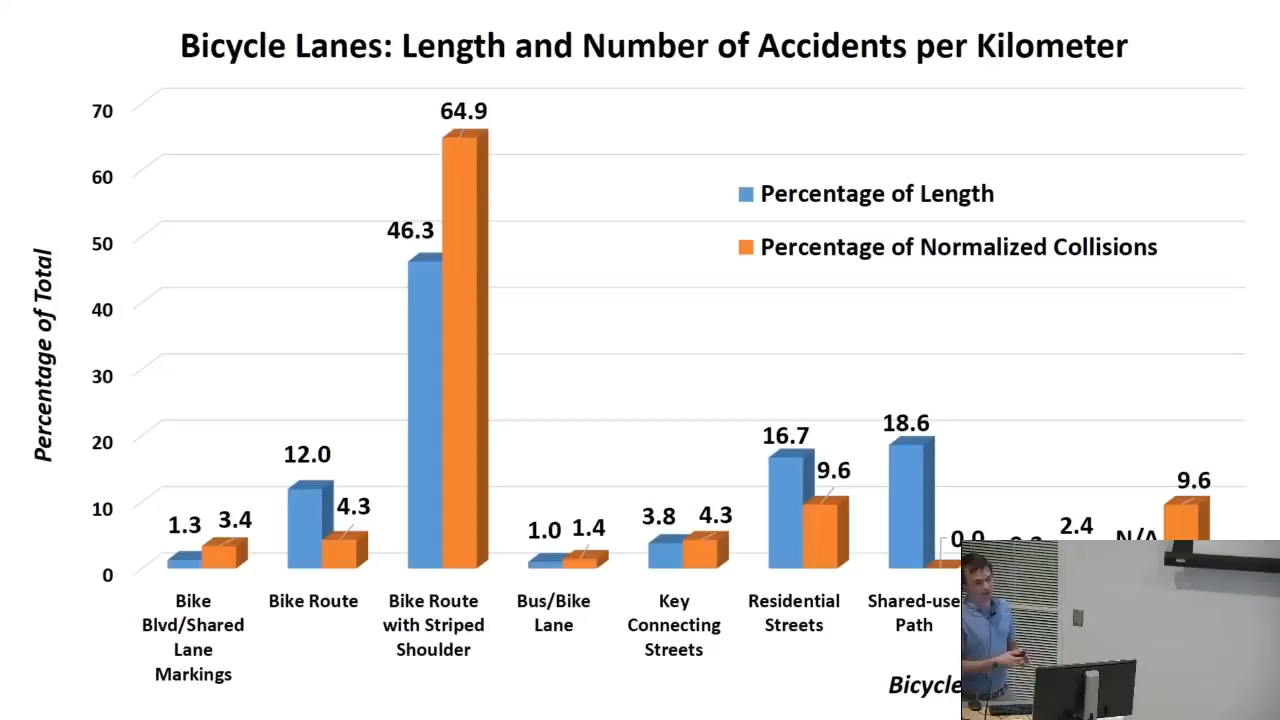 Bicycle Lanes: Length and Number of Accidents per Kilometer
Percentage of Total
70
60
50
40
30
20
10
0
Percentage of Length
Percentage of Normalized Collisions
1.3
3.4
12.0
4.3
46.3
64.9
1.0
1.4
3.8
4.3
16.7
9.6
18.6
0.0
2.4
N/A
9.6
Bike
Blvd/Shared
Lane
Markings
Bike Route
Bike Route
with Striped
Shoulder
Bus/Bike
Lane
Key
Connecting
Streets
Residential
Streets
Shared-use
Path
Bicycle